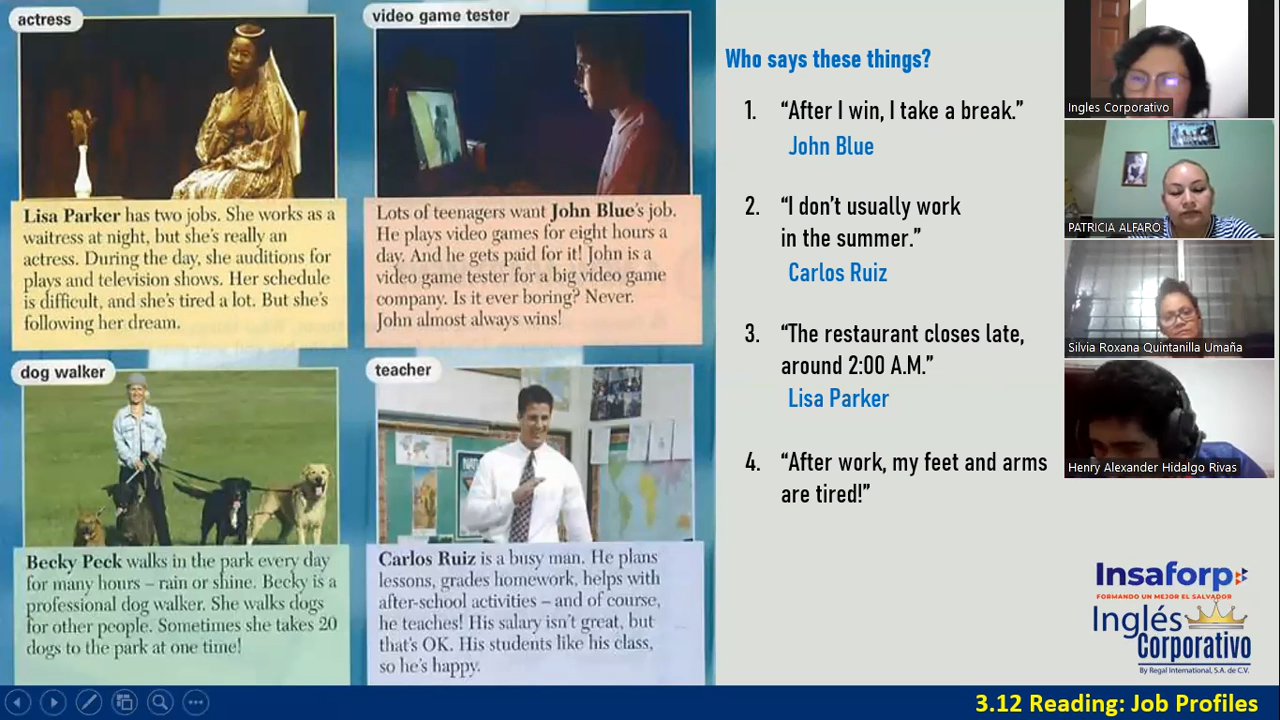 actress
Lisa Parker has two jobs. She works as a
waitress at night, but she's really an
actress. During the day, she auditions for
plays and television shows. Her schedule
is difficult, and she's tired a lot. But she's
following her dream.
video game tester
Lots of teenagers want John Blue's job.
He plays video games for eight hours a
day. And he gets paid for it! John is a
video game tester for a big video game
company. Is it ever boring? Never.
John almost always wins!
dog walker
Becky Peck walks in the park every day
for many hours – rain or shine. Becky is a
professional dog walker. She walks dogs
for other people. Sometimes she takes 20
dogs to the park at one time!
teacher
Carlos Ruiz is a busy man. He plans
lessons, grades homework, helps with
after-school activities – and of course,
he teaches! His salary isn't great, but
that's OK. His students like his class,
so he's happy.
Who says these things?
1. “After I win, I take a break.”
John Blue
2. “I don't usually work
in the summer.”
Carlos Ruiz
3. “The restaurant closes late,
around 2:00 A.M.”
Lisa Parker
4. “After work, my feet and arms
are tired!”
Ingles Corporativo
PATRICIA ALFARO
Silvia Roxana Quintanilla Umaña
Henry Alexander Hidalgo Rivas
Insaforp
FORMANDO UN MEJOR EL SALVADOR
Inglés
Corporativo
By Regal International, S.A. de C.V.
3.12 Reading: Job Profiles